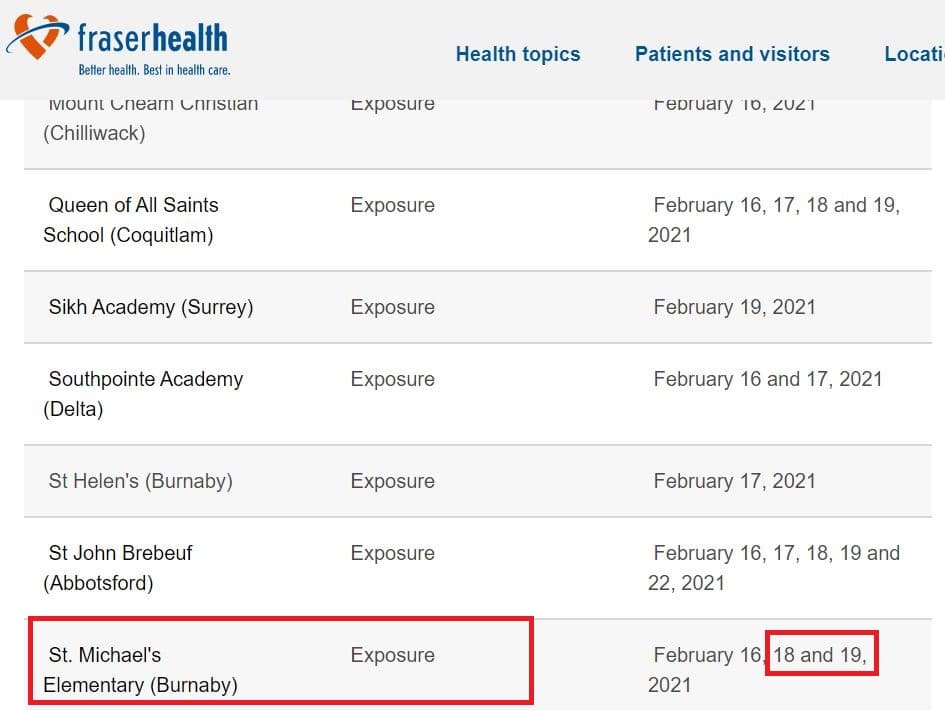 fraserhealth
Better health. Best in health care.
Health topics
Patients and visitors
Locati
Mount Cheam Christian
(Chilliwack)
Exposure
February 16, 2021
Queen of All Saints
School (Coquitlam)
Exposure
February 16, 17, 18 and 19,
2021
Sikh Academy (Surrey)
Exposure
February 19, 2021
Southpointe Academy
(Delta)
Exposure
February 16 and 17, 2021
St Helen's (Burnaby)
Exposure
February 17, 2021
St John Brebeuf
(Abbotsford)
Exposure
February 16, 17, 18, 19 and
22, 2021
St. Michael's
Elementary (Burnaby)
Exposure
February 16, 18 and 19,
2021